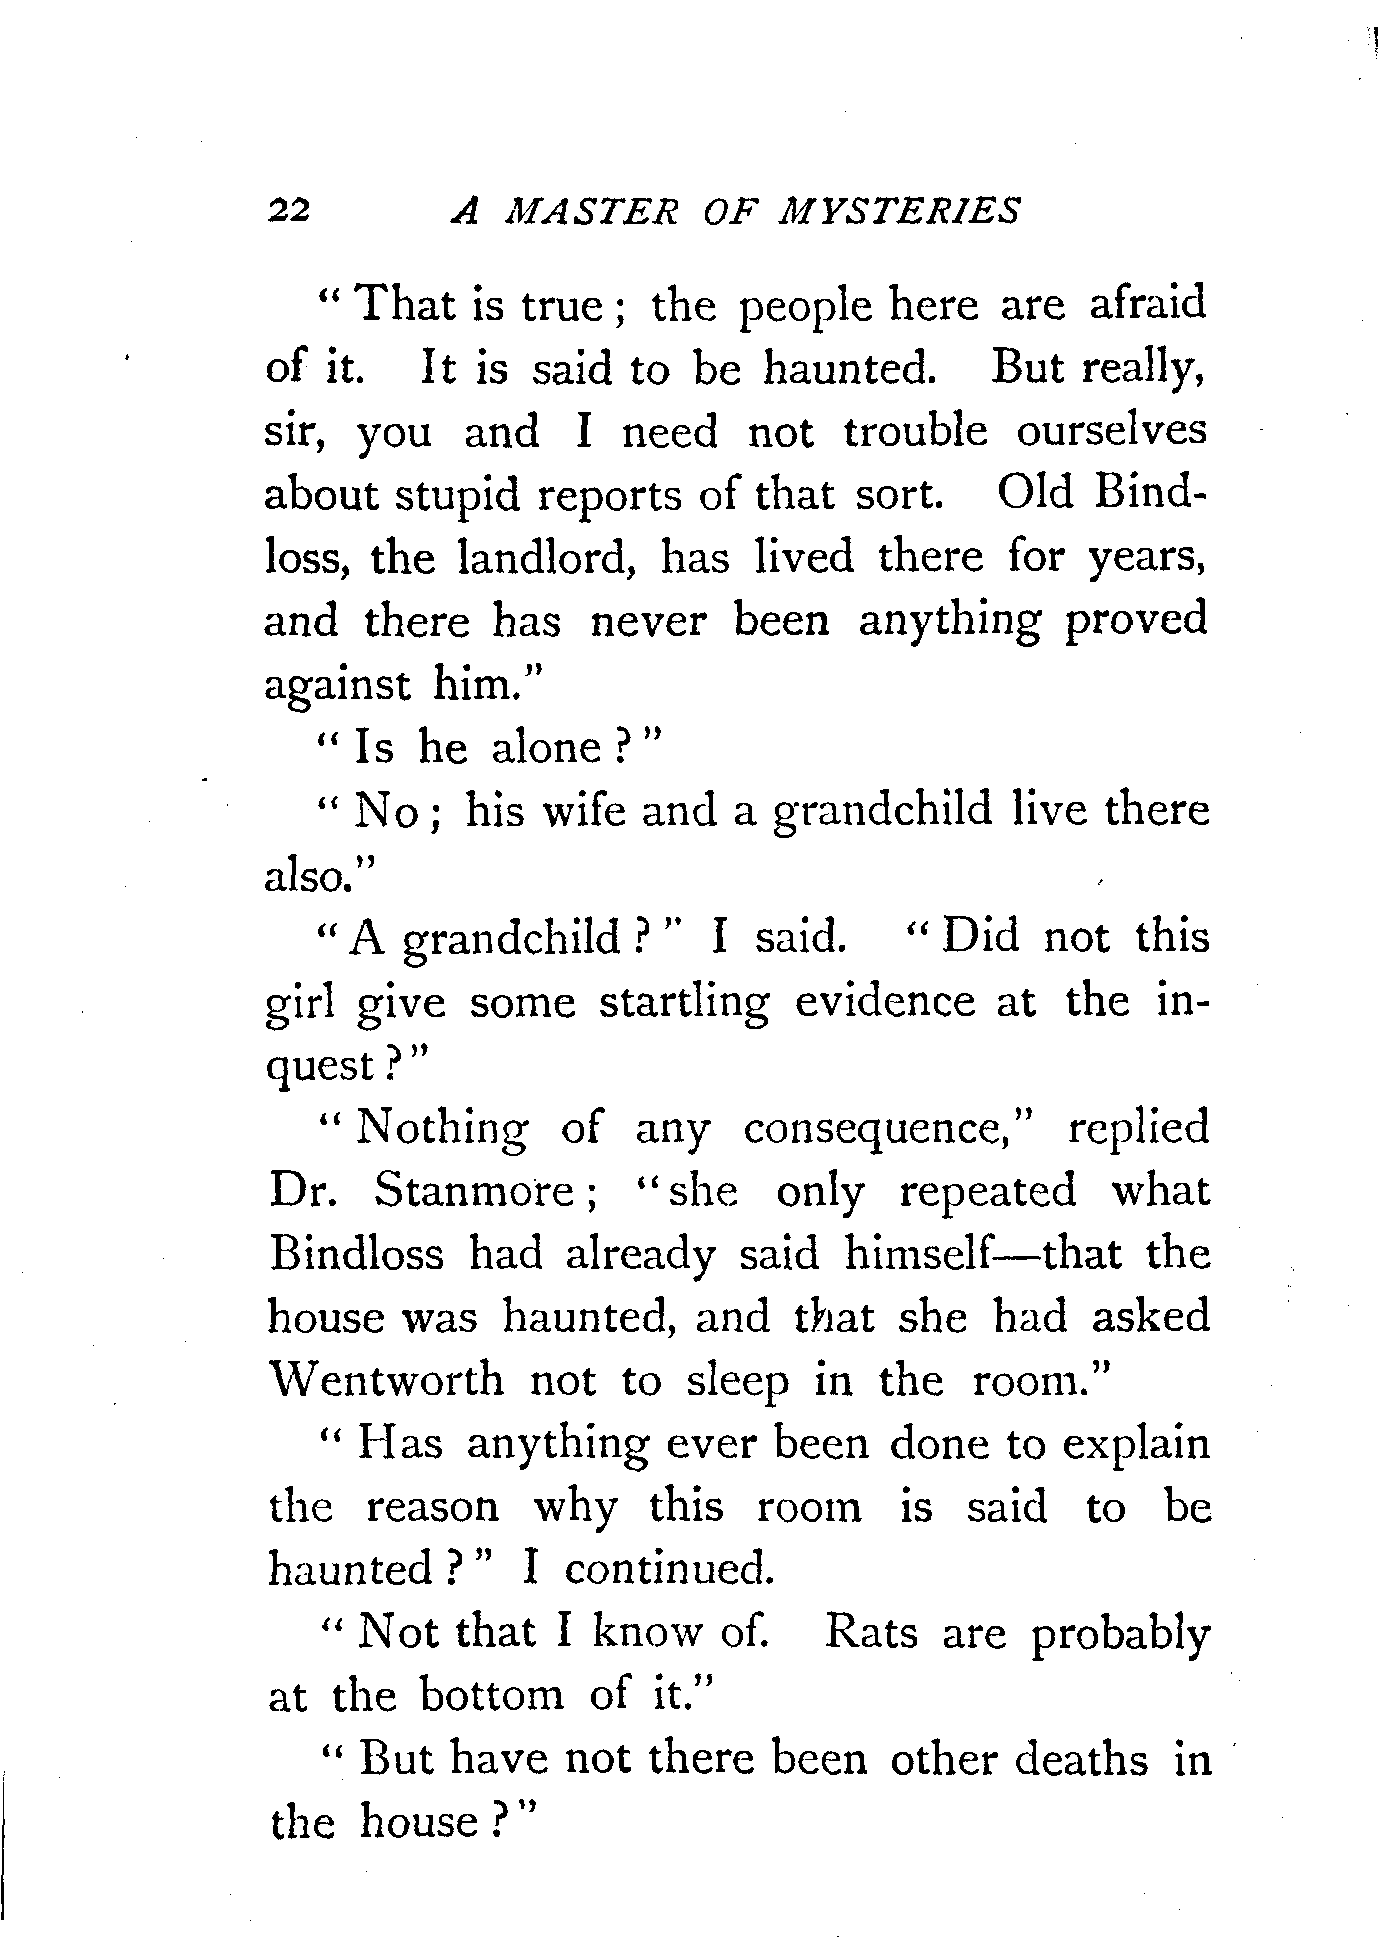 22 A MASTER OF MYSTERIES
“ That is true ; the people here are afraid
of it. It is said to be haunted. But really,
sir, you and I need not trouble ourselves
about stupid reports of that sort. Old Bind-
loss, the landlord, has lived there for years,
and there has never been anything proved
against him.”
“ Is he alone ? ”
“ No ; his wife and a grandchild live there
also.”
“ A grandchild ? ” I said. “ Did not this
girl give some startling evidence at the in-
quest ? ”
“ Nothing of any consequence,” replied
Dr. Stanmore ; “ she only repeated what
Bindloss had already said himself—that the
house was haunted, and that she had asked
Wentworth not to sleep in the room.”
“ Has anything ever been done to explain
the reason why this room is said to be
haunted ? ” I continued.
“ Not that I know of. Rats are probably
at the bottom of it.”
“ But have not there been other deaths in
the house ? ”